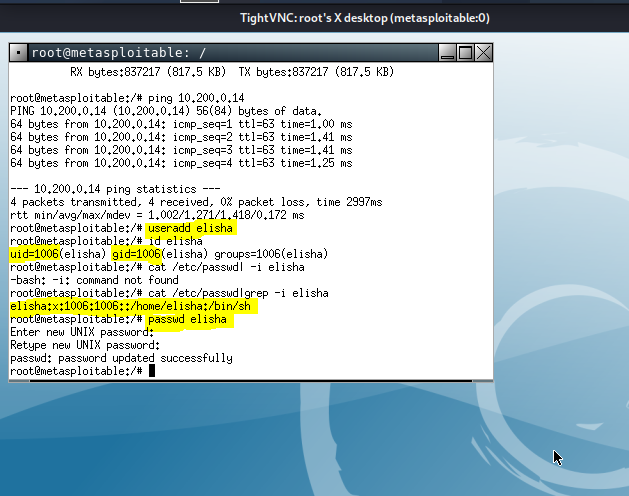 TightVNC: root's X desktop (metasploitable:0)
root@metasploitable: /
RX bytes:837217 (817.5 KB)  TX bytes:837217 (817.5 KB)
root@metasploitable:/# ping 10.200.0.14
PING 10.200.0.14 (10.200.0.14) 56(84) bytes of data.
64 bytes from 10.200.0.14: icmp_seq=1 ttl=63 time=1.00 ms
64 bytes from 10.200.0.14: icmp_seq=2 ttl=63 time=1.41 ms
64 bytes from 10.200.0.14: icmp_seq=3 ttl=63 time=1.41 ms
64 bytes from 10.200.0.14: icmp_seq=4 ttl=63 time=1.25 ms
--- 10.200.0.14 ping statistics ---
4 packets transmitted, 4 received, 0% packet loss, time 2997ms
rtt min/avg/max/mdev = 1.002/1.271/1.418/0.172 ms
root@metasploitable:/# useradd elisha
root@metasploitable:/# id elisha
uid=1006(elisha) gid=1006(elisha) groups=1006(elisha)
root@metasploitable:/# cat /etc/passwd| -i elisha
-bash: -i: command not found
root@metasploitable:/# cat /etc/passwd|grep -i elisha
elisha:x:1006:1006::/home/elisha:/bin/sh
root@metasploitable:/# passwd elisha
Enter new UNIX password:
Retype new UNIX password:
passwd: password updated successfully
root@metasploitable:/#